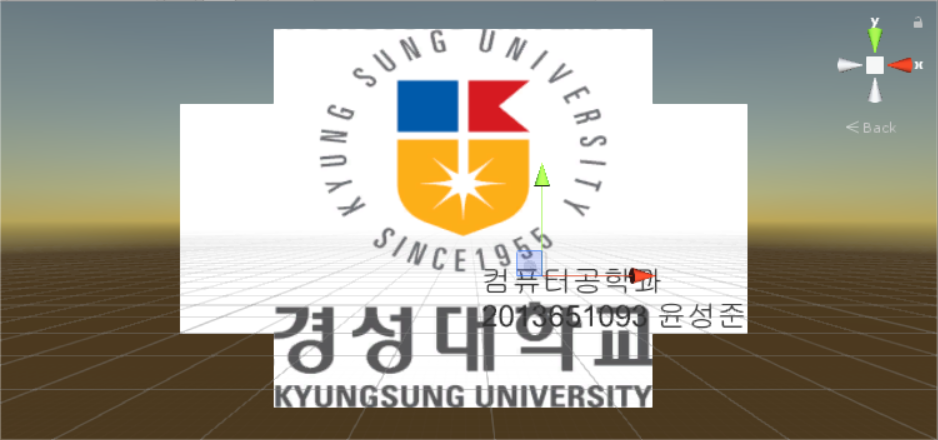 KYUNG SUNG UNIVERSITY
SINCE1955
컴퓨터공학과
2013651093 윤성준
경성대학교
KYUNGSUNG UNIVERSITY
y
x
Back